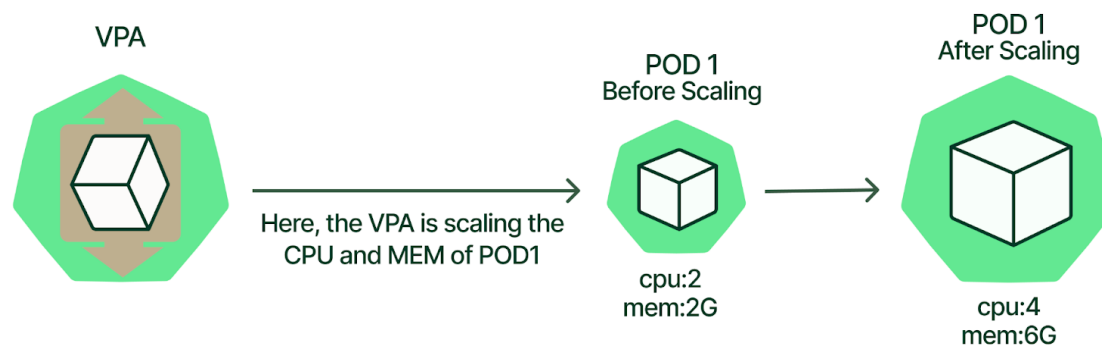 VPA
Here, the VPA is scaling the
CPU and MEM of POD1
POD 1
Before Scaling
cpu:2
mem:2G
POD 1
After Scaling
cpu:4
mem:6G